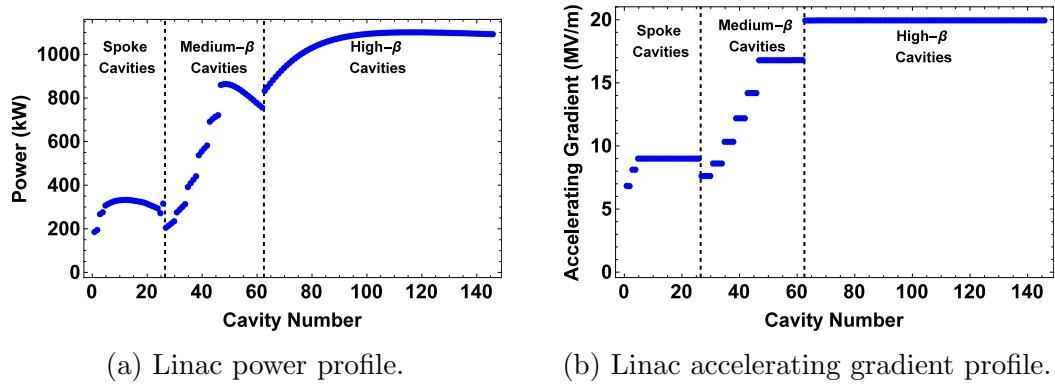 Power (kW)
1000
800
600
400
200
0
Spoke
Cavities
Medium–β
Cavities
High–β
Cavities
0 20 40 60 80 100 120 140
Cavity Number
(a) Linac power profile.
Accelerating Gradient (MV/m)
20
15
10
5
0
Spoke
Cavities
Medium–β
Cavities
High–β
Cavities
0 20 40 60 80 100 120 140
Cavity Number
(b) Linac accelerating gradient profile.